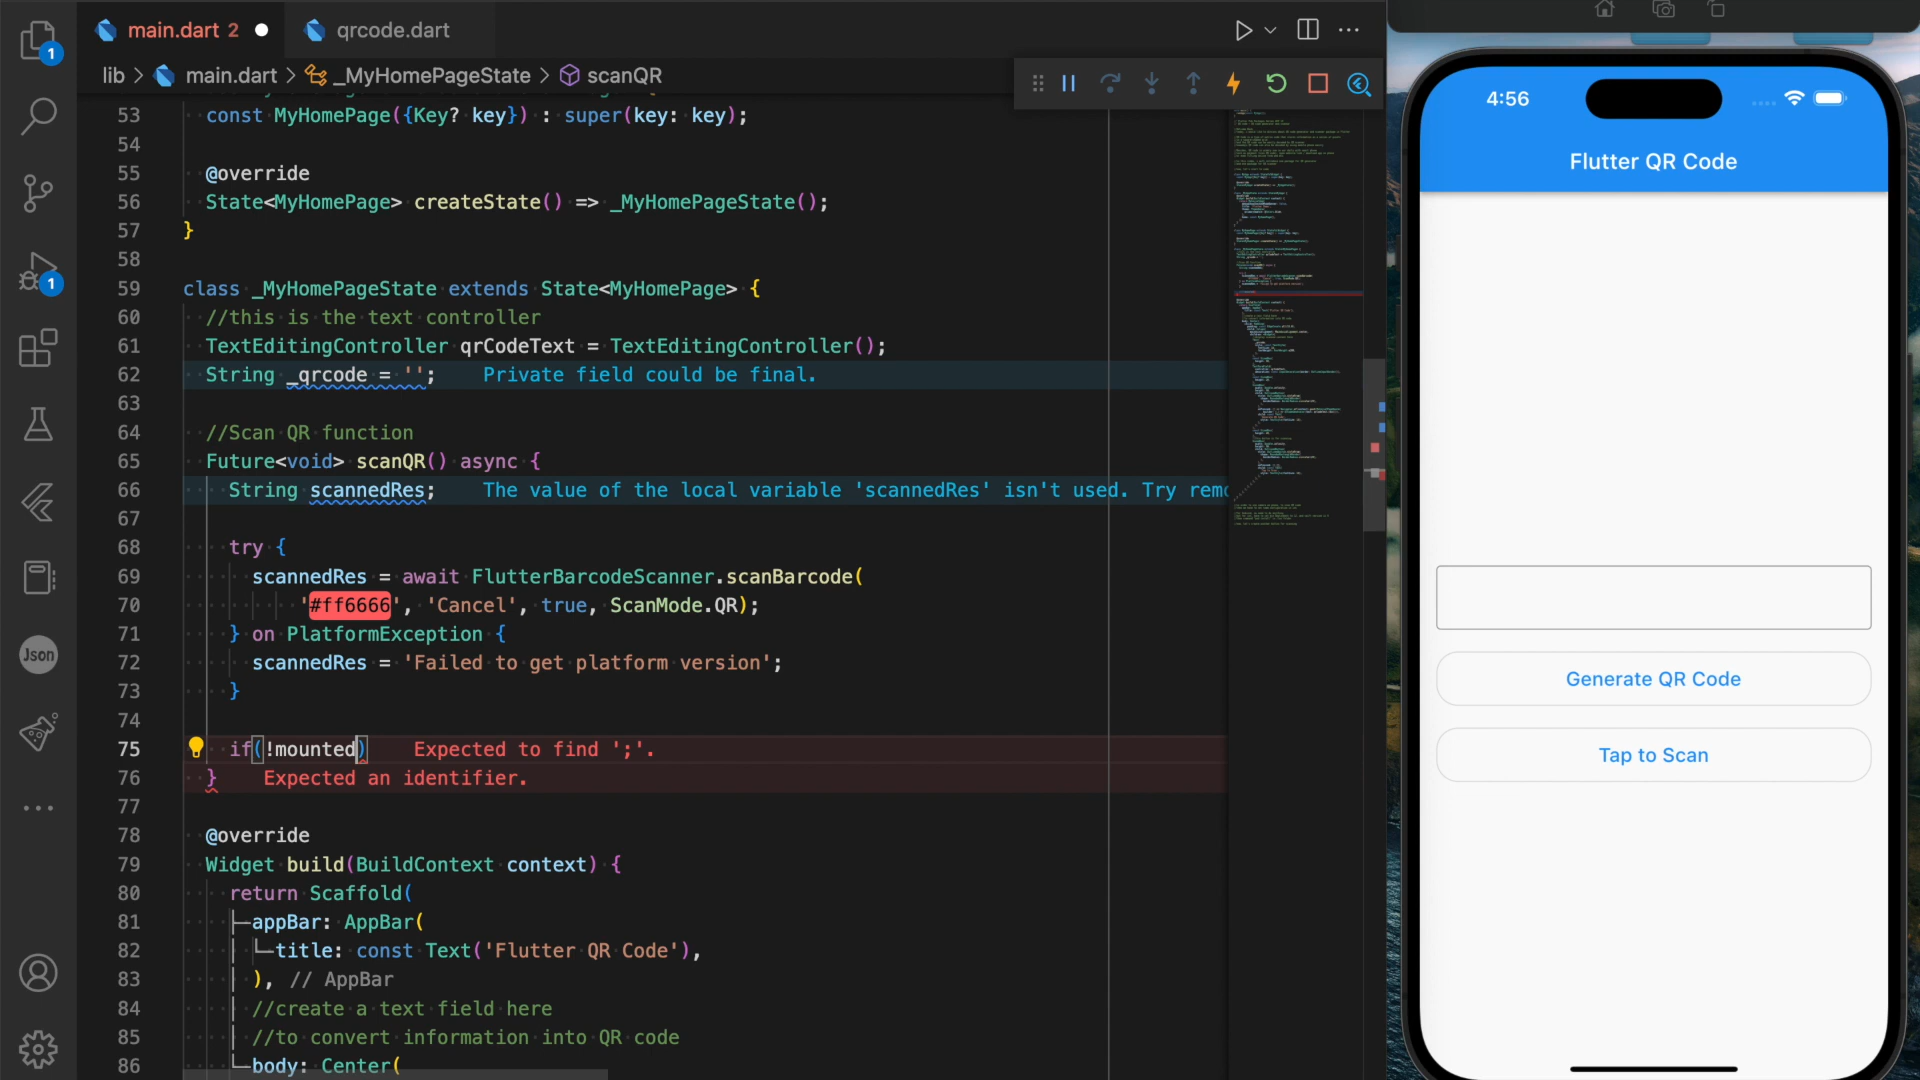 main.dart 2
qrcode.dart
lib > main.dart > _MyHomePageState > scanQR
53 const MyHomePage({Key? key}) : super(key: key);
54
55 @override
56 State<MyHomePage> createState() => _MyHomePageState();
57 }
58
59 class _MyHomePageState extends State<MyHomePage> {
60 //this is the text controller
61 TextEditingController qrCodeText = TextEditingController();
62 String _qrcode = ''; Private field could be final.
63
64 //Scan QR function
65 Future<void> scanQR() async {
66 String scannedRes; The value of the local variable 'scannedRes' isn't used. Try remo
67
68 try {
69 scannedRes = await FlutterBarcodeScanner.scanBarcode(
70 '#ff6666', 'Cancel', true, ScanMode.QR);
71 } on PlatformException {
72 scannedRes = 'Failed to get platform version';
73 }
74
75 if(!mounted) Expected to find ';'.
76 } Expected an identifier.
77
78 @override
79 Widget build(BuildContext context) {
80 return Scaffold(
81 appBar: AppBar(
82 title: const Text('Flutter QR Code'),
83 ), // AppBar
84 //create a text field here
85 //to convert information into QR code
86 body: Center(
1
1
Json
4:56
Flutter QR Code
Generate QR Code
Tap to Scan